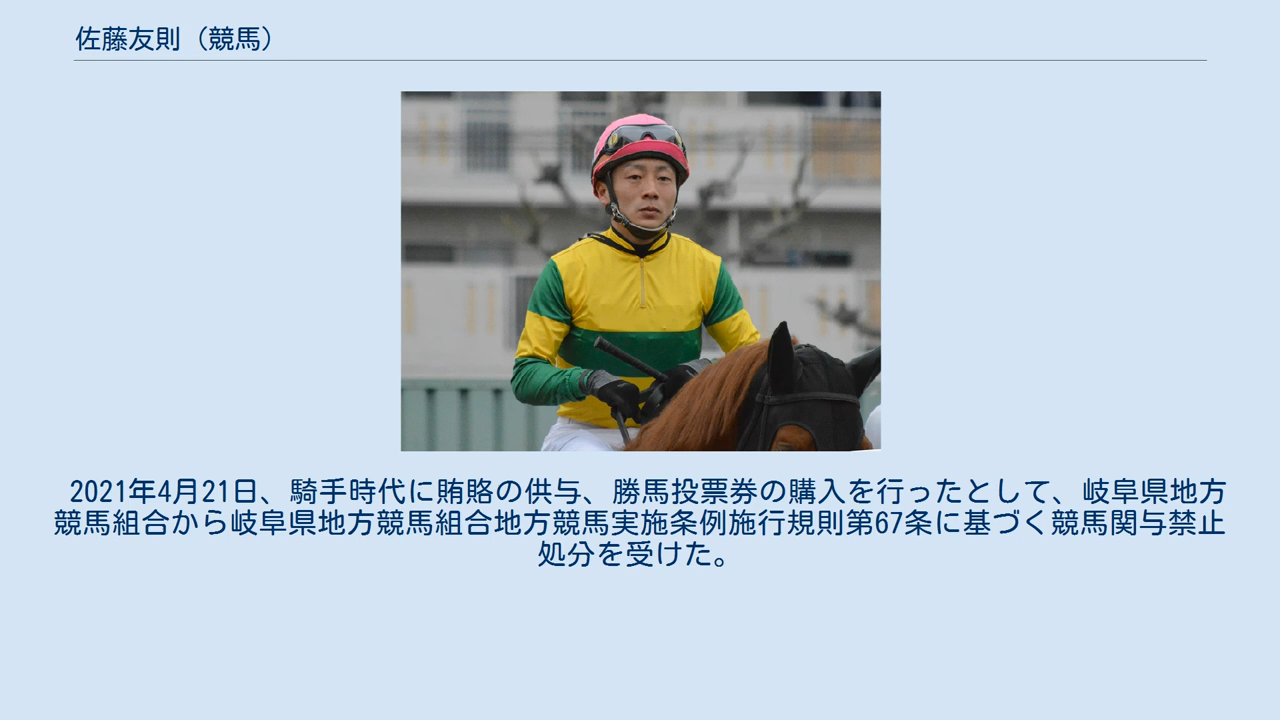 佐藤友則（競馬）
2021年4月21日、騎手時代に賄賂の供与、勝馬投票券の購入を行ったとして、岐阜県地方
競馬組合から岐阜県地方競馬組合地方競馬実施条例施行規則第67条に基づく競馬関与禁止
処分を受けた。